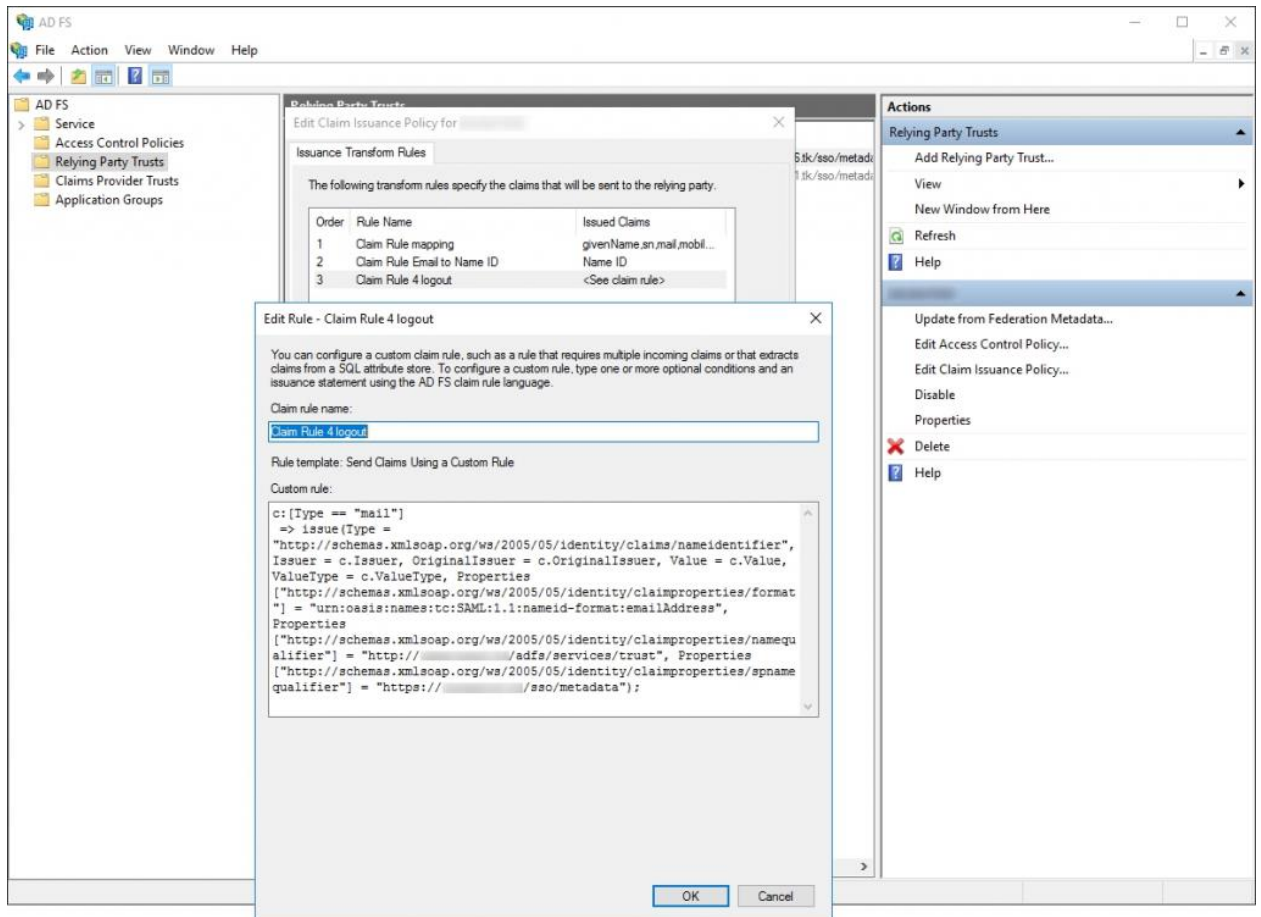 AD FS
File Action View Window Help
AD FS
Service
Access Control Policies
Relying Party Trusts
Claims Provider Trusts
Application Groups
Relying Party Trusts
Edit Claim Issuance Policy for
Issuance Transform Rules
The following transform rules specify the claims that will be sent to the relying party.
Order Rule Name Issued Claims
1 Claim Rule mapping givenName,sn,mail,mobil...
2 Claim Rule Email to Name ID Name ID
3 Claim Rule 4 logout <See claim rule>
.tk/sso/metada
1.tk/sso/metada
Edit Rule - Claim Rule 4 logout
You can configure a custom claim rule, such as a rule that requires multiple incoming claims or that extracts
claims from a SQL attribute store. To configure a custom rule, type one or more optional conditions and an
issuance statement using the AD FS claim rule language.
Claim rule name:
Claim Rule 4 logout
Rule template: Send Claims Using a Custom Rule
Custom rule:
c:[Type == "mail"]
=> issue(Type =
"http://schemas.xmlsoap.org/ws/2005/05/identity/claims/nameidentifier",
Issuer = c.Issuer, OriginalIssuer = c.OriginalIssuer, Value = c.Value,
ValueType = c.ValueType, Properties
["http://schemas.xmlsoap.org/ws/2005/05/identity/claimproperties/format
"] = "urn:oasis:names:tc:SAML:1.1:nameid-format:emailAddress",
Properties
["http://schemas.xmlsoap.org/ws/2005/05/identity/claimproperties/namequ
alifier"] = "http:// /adfs/services/trust", Properties
["http://schemas.xmlsoap.org/ws/2005/05/identity/claimproperties/spname
qualifier"] = "https:// /sso/metadata");
OK Cancel
Actions
Relying Party Trusts
Add Relying Party Trust...
View
New Window from Here
Refresh
Help
Update from Federation Metadata...
Edit Access Control Policy...
Edit Claim Issuance Policy...
Disable
Properties
Delete
Help